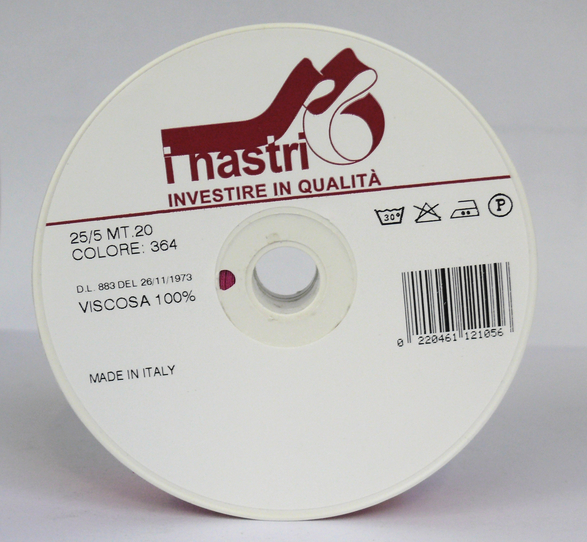 i nastri
INVESTIRE IN QUALITÀ
25/5 MT.20
COLORE: 364
30°
P
D.L. 883 DEL 26/11/1973
VISCOSA 100%
0 220461 121056
MADE IN ITALY